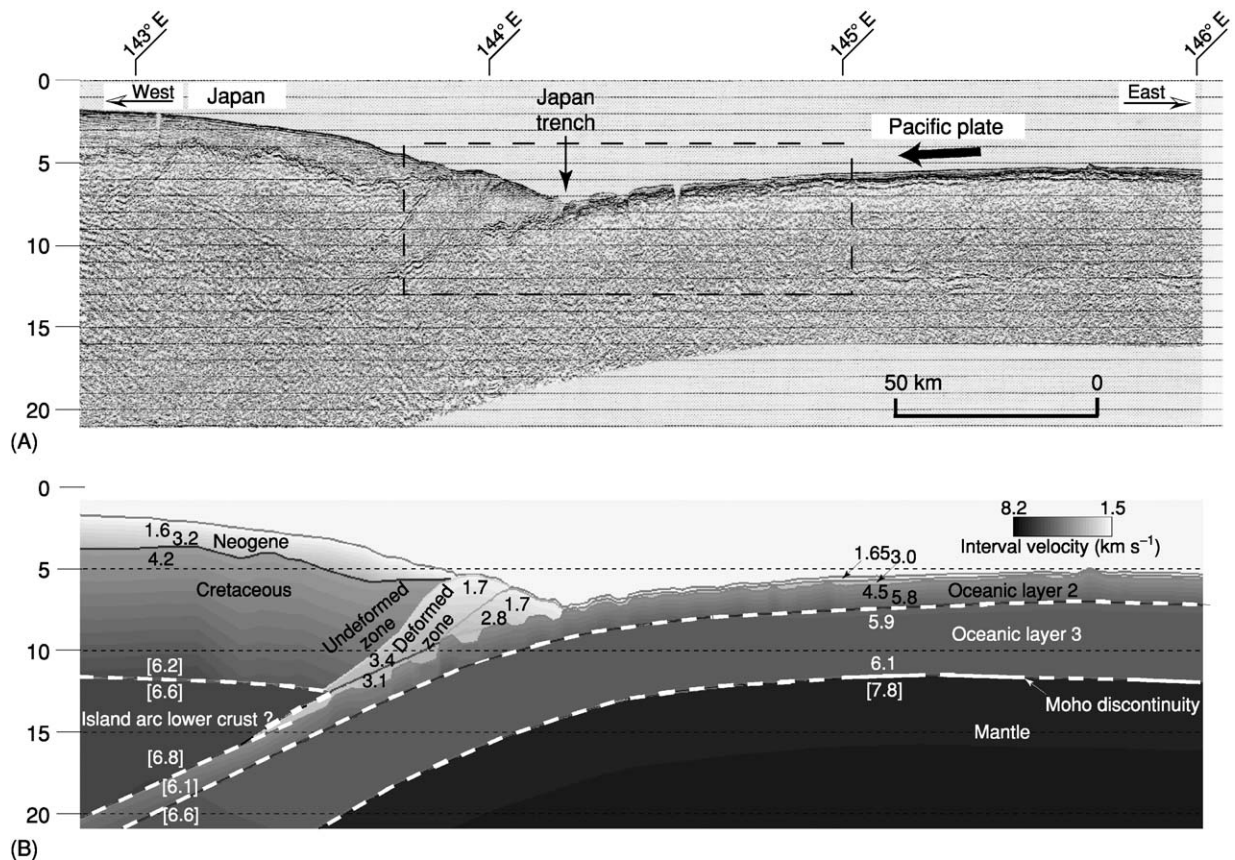 143° E
144° E
145° E
146° E
0
West
Japan
Japan
trench
East
Pacific plate
5
10
15
50 km
0
20
(A)
0
8.2
1.5
Interval velocity (km s⁻¹)
1.6
3.2
Neogene
4.2
1.65
3.0
5
Cretaceous
1.7
1.7
4.5
5.8
Oceanic layer 2
Undeformed
zone
Deformed
zone
2.8
5.9
Oceanic layer 3
10
3.4
3.1
6.1
[6.2]
[6.6]
[7.8]
Moho discontinuity
Island arc lower crust ?
Mantle
15
[6.8]
[6.1]
[6.6]
20
(B)